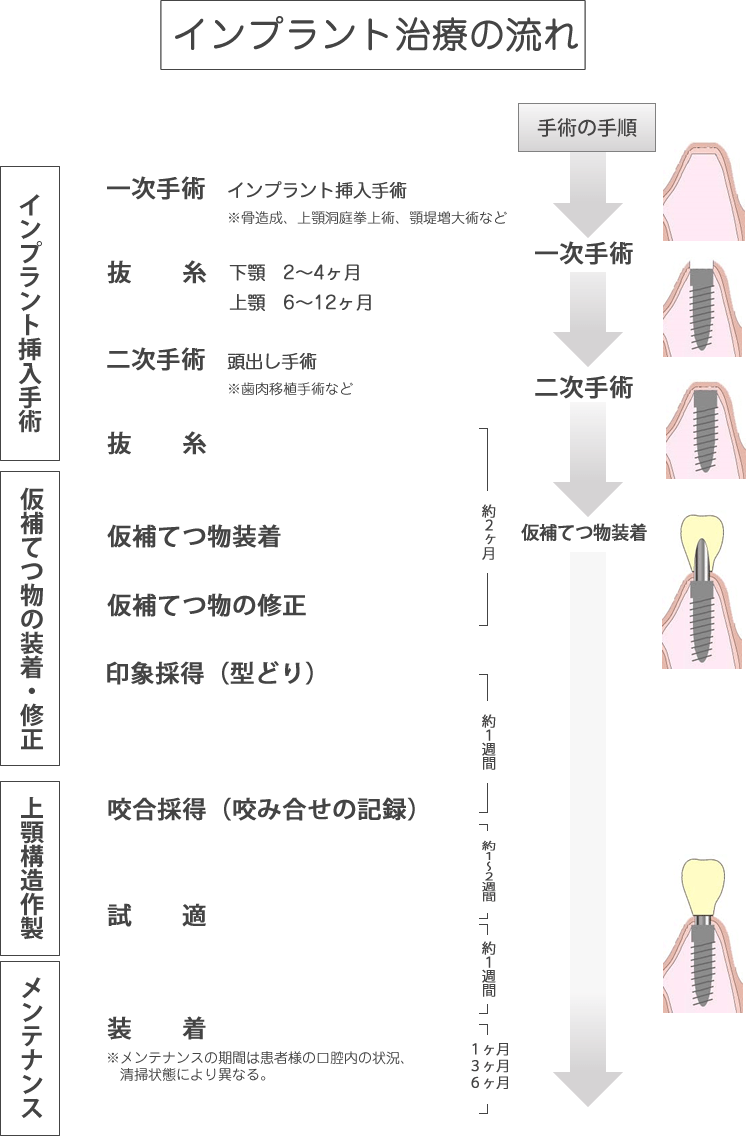 インプラント治療の流れ
手術の手順
インプラント挿入手術
一次手術　インプラント挿入手術
※骨造成、上顎洞庭拳上術、顎堤増大術など
一次手術
抜　　糸　下顎　2〜4ヶ月
上顎　6〜12ヶ月
二次手術　頭出し手術
※歯肉移植手術など
二次手術
抜　　糸
約2ヶ月
仮補てつ物の装着・修正
仮補てつ物装着
仮補てつ物装着
仮補てつ物の修正
印象採得（型どり）
約1週間
上顎構造作製
咬合採得（咬み合せの記録）
約1〜2週間
試　　適
約1週間
メンテナンス
装　　着
※メンテナンスの期間は患者様の口腔内の状況、
清掃状態により異なる。
1ヶ月
3ヶ月
6ヶ月